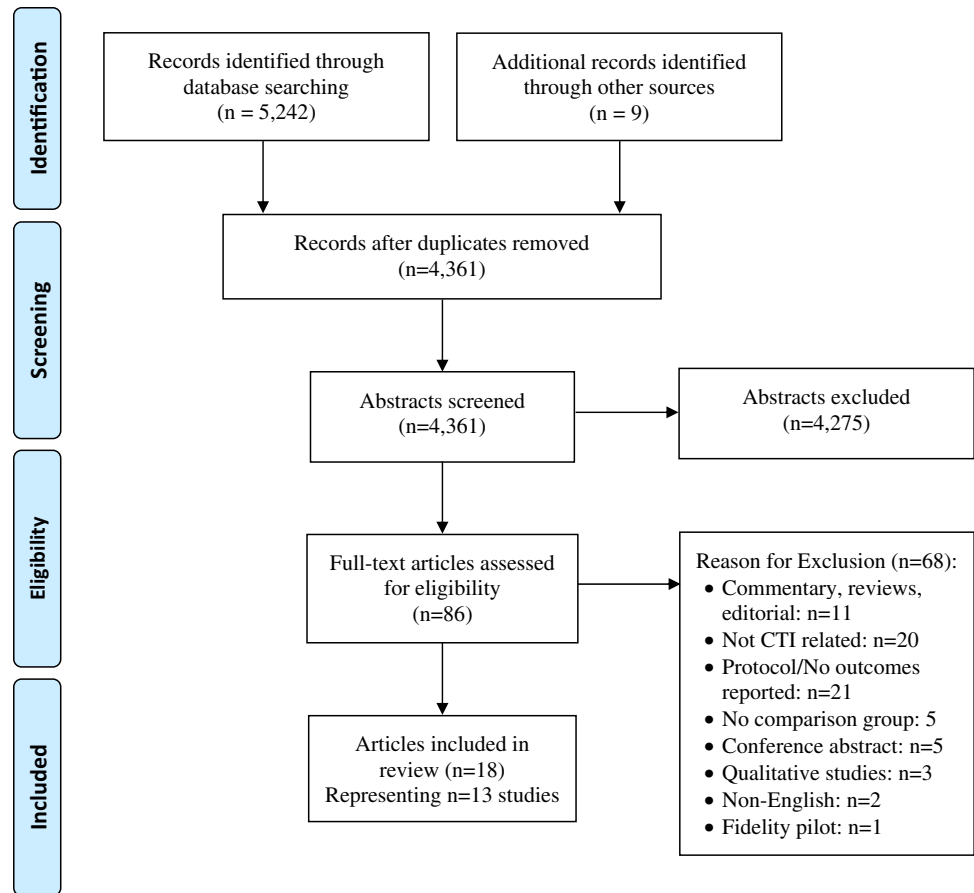 Identification
Records identified through
database searching
(n = 5,242)
Additional records identified
through other sources
(n = 9)
Screening
Records after duplicates removed
(n=4,361)
Abstracts screened
(n=4,361)
Abstracts excluded
(n=4,275)
Eligibility
Full-text articles assessed
for eligibility
(n=86)
Reason for Exclusion (n=68):
• Commentary, reviews,
editorial: n=11
• Not CTI related: n=20
• Protocol/No outcomes
reported: n=21
• No comparison group: 5
• Conference abstract: n=5
• Qualitative studies: n=3
• Non-English: n=2
• Fidelity pilot: n=1
Included
Articles included in
review (n=18)
Representing n=13 studies